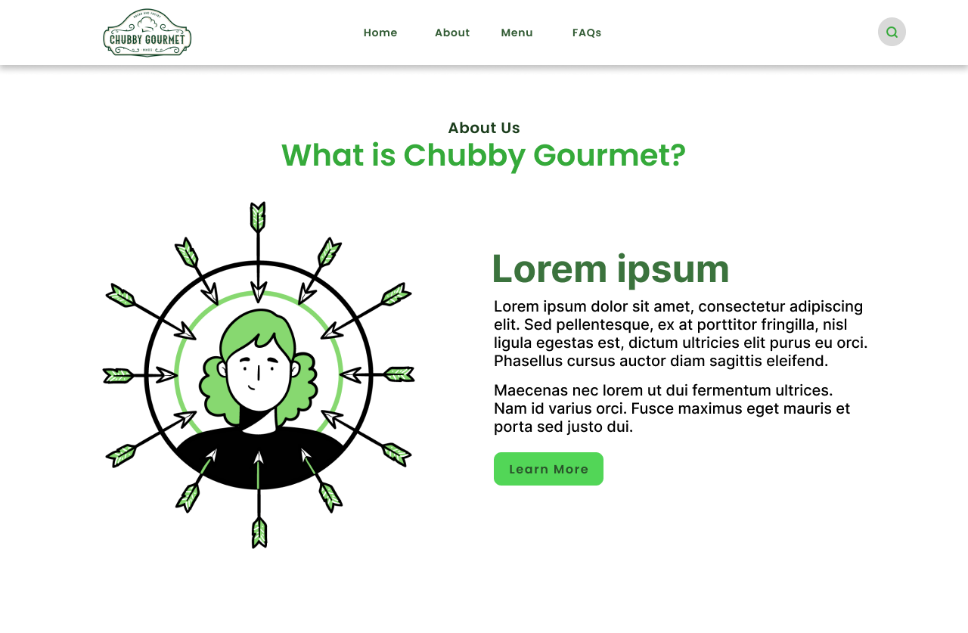 CHUBBY GOURMET
Home
About
Menu
FAQs
About Us
What is Chubby Gourmet?
Lorem ipsum
Lorem ipsum dolor sit amet, consectetur adipiscing
elit. Sed pellentesque, ex at porttitor fringilla, nisl
ligula egestas est, dictum ultricies elit purus eu orci.
Phasellus cursus auctor diam sagittis eleifend.
Maecenas nec lorem ut dui fermentum ultrices.
Nam id varius orci. Fusce maximus eget mauris et
porta sed justo dui.
Learn More